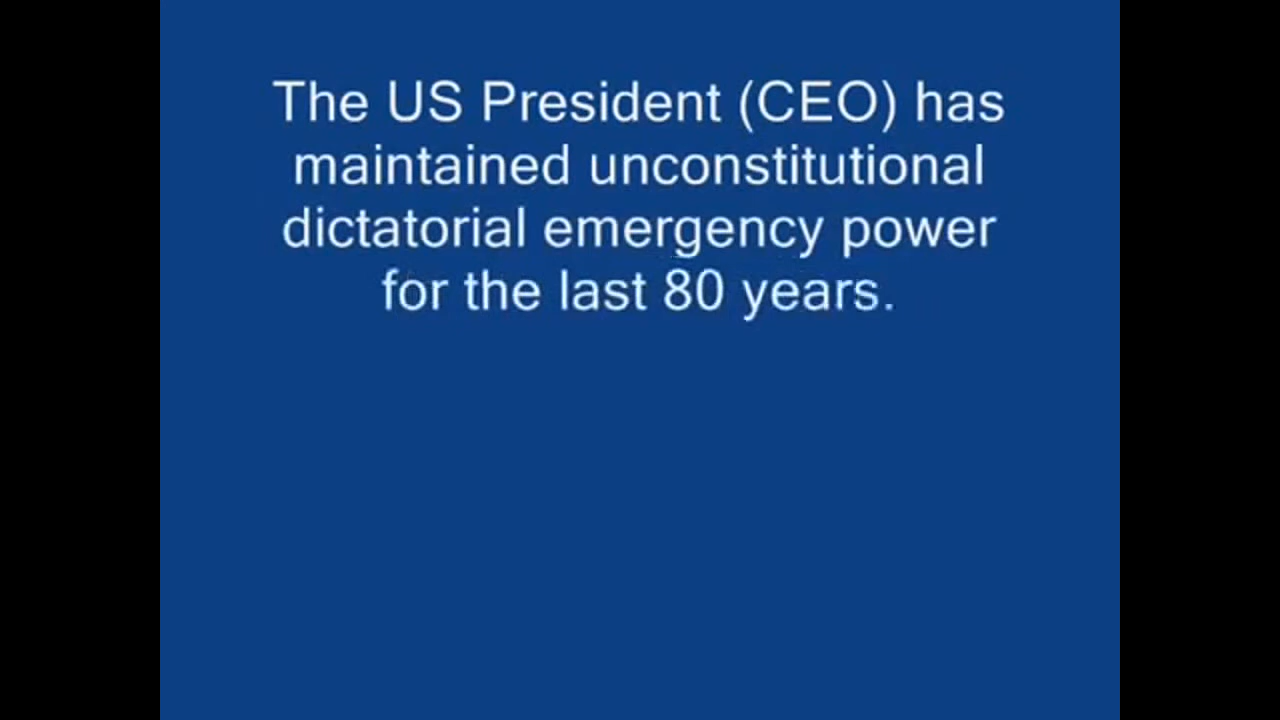 The US President (CEO) has
maintained unconstitutional
dictatorial emergency power
for the last 80 years.